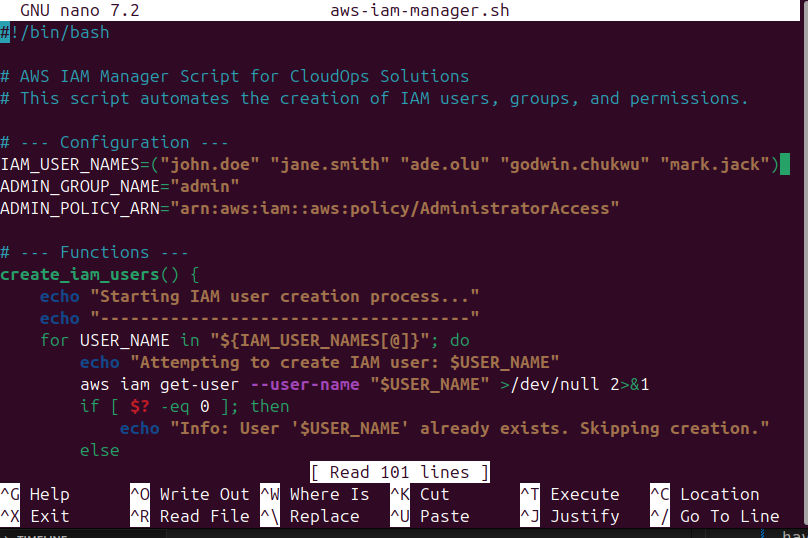 GNU nano 7.2 aws-iam-manager.sh
#!/bin/bash
# AWS IAM Manager Script for CloudOps Solutions
# This script automates the creation of IAM users, groups, and permissions.
# --- Configuration ---
IAM_USER_NAMES=("john.doe" "jane.smith" "ade.olu" "godwin.chukwu" "mark.jack")
ADMIN_GROUP_NAME="admin"
ADMIN_POLICY_ARN="arn:aws:iam::aws:policy/AdministratorAccess"
# --- Functions ---
create_iam_users() {
    echo "Starting IAM user creation process..."
    echo "-------------------------------------"
    for USER_NAME in "${IAM_USER_NAMES[@]}"; do
        echo "Attempting to create IAM user: $USER_NAME"
        aws iam get-user --user-name "$USER_NAME" >/dev/null 2>&1
        if [ $? -eq 0 ]; then
            echo "Info: User '$USER_NAME' already exists. Skipping creation."
        else
[ Read 101 lines ]
^G Help ^O Write Out ^W Where Is ^K Cut ^T Execute ^C Location
^X Exit ^R Read File ^\ Replace ^U Paste ^J Justify ^/ Go To Line